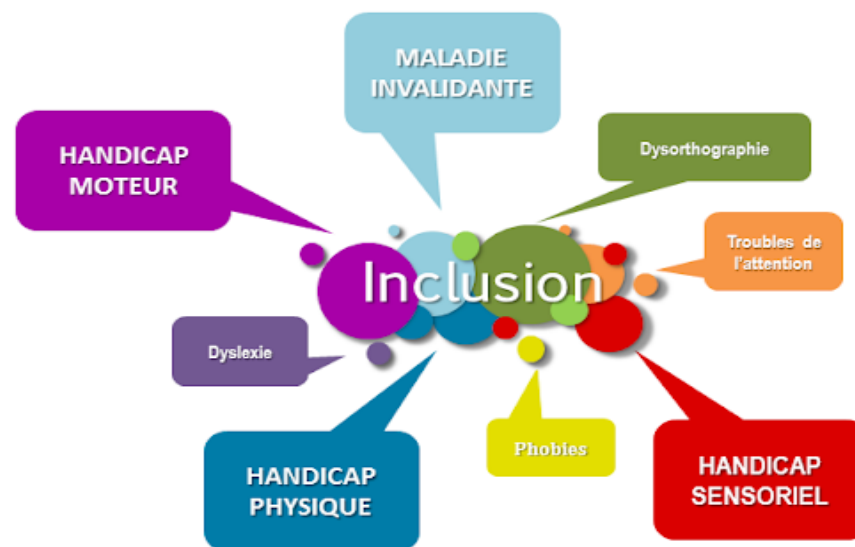 MALADIE
INVALIDANTE
HANDICAP
MOTEUR
Dysorthographie
Troubles de
l'attention
Inclusion
Dyslexie
Phobies
HANDICAP
PHYSIQUE
HANDICAP
SENSORIEL